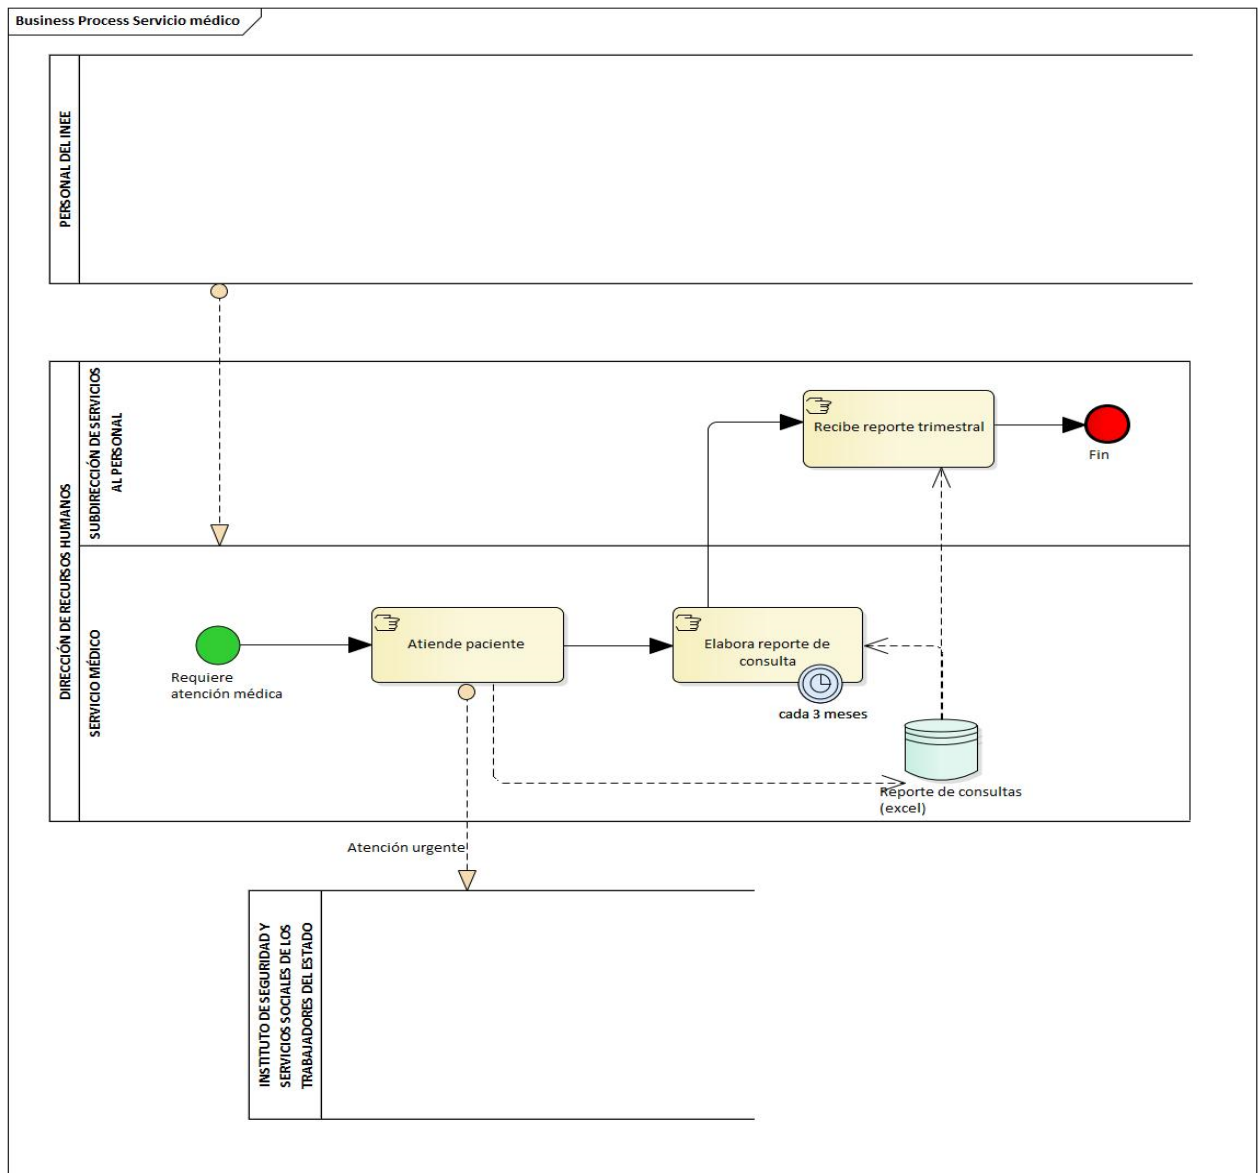 Business Process Servicio médico
PERSONAL DEL INEE
DIRECCIÓN DE RECURSOS HUMANOS
SUBDIRECCIÓN DE SERVICIOS
AL PERSONAL
Recibe reporte trimestral
Fin
SERVICIO MÉDICO
Requiere
atención médica
Atiende paciente
Elabora reporte de
consulta
cada 3 meses
Reporte de consultas
(excel)
Atención urgente
INSTITUTO DE SEGURIDAD Y
SERVICIOS SOCIALES DE LOS
TRABAJADORES DEL ESTADO